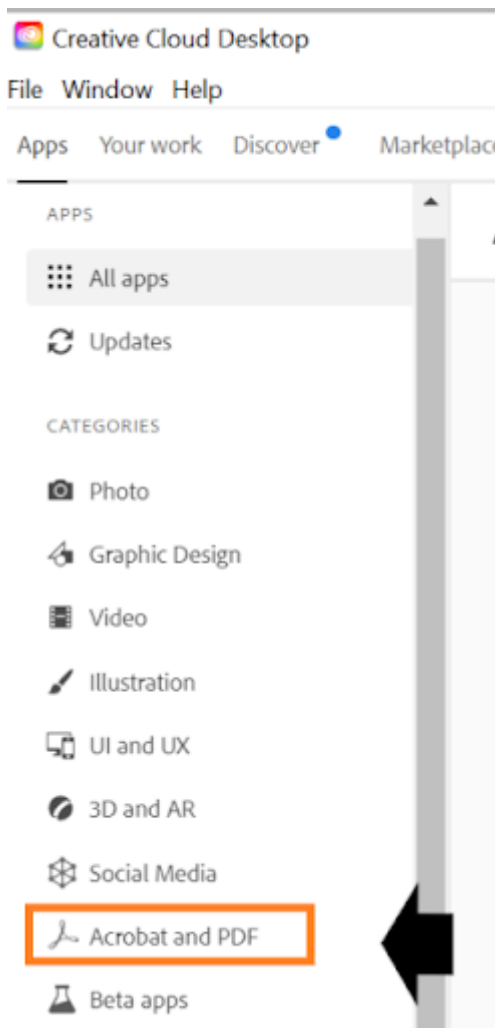 Creative Cloud Desktop
File Window Help
Apps Your work Discover Marketplace
APPS
All apps
Updates
CATEGORIES
Photo
Graphic Design
Video
Illustration
UI and UX
3D and AR
Social Media
Acrobat and PDF
Beta apps